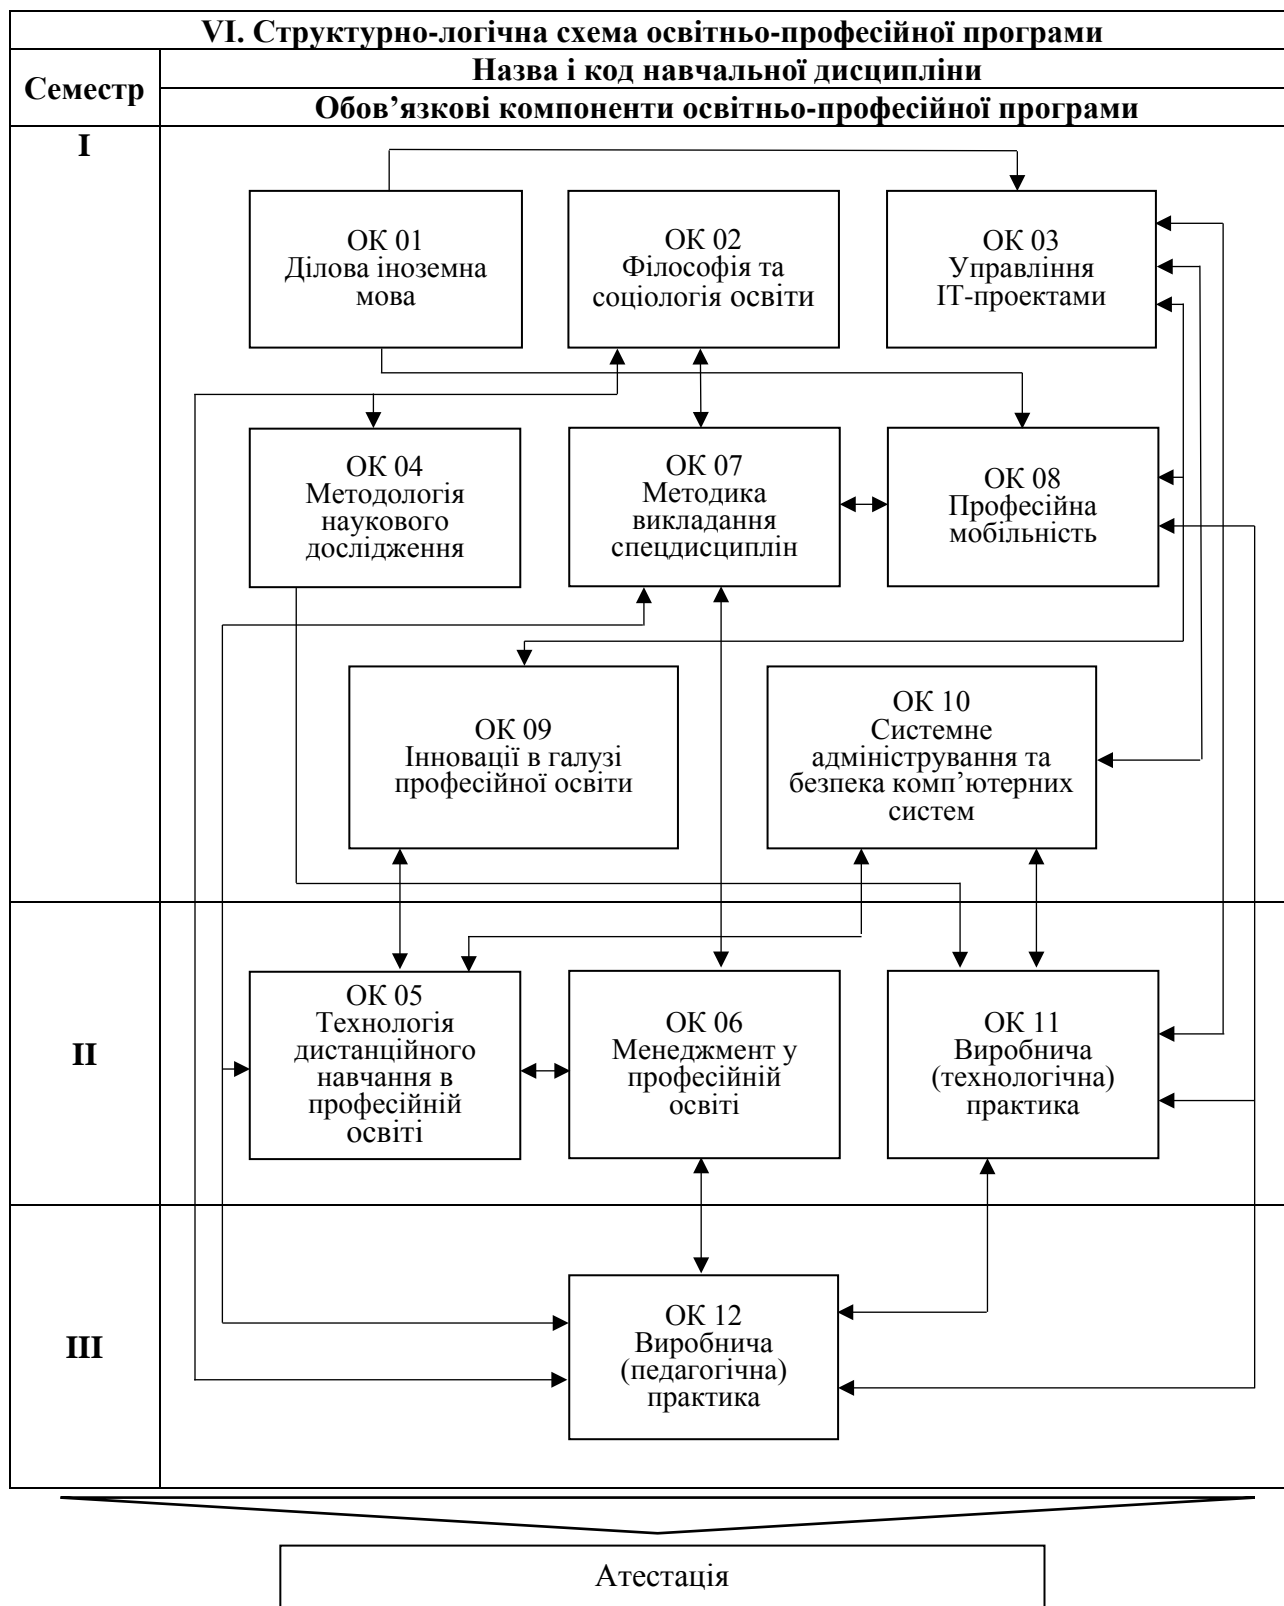 VI. Структурно-логічна схема освітньо-професійної програми
Семестр
Назва і код навчальної дисципліни
Обов’язкові компоненти освітньо-професійної програми
I
ОК 01
Ділова іноземна
мова
ОК 02
Філософія та
соціологія освіти
ОК 03
Управління
ІТ-проектами
ОК 04
Методологія
наукового
дослідження
ОК 07
Методика
викладання
спецдисциплін
ОК 08
Професійна
мобільність
ОК 09
Інновації в галузі
професійної освіти
ОК 10
Системне
адміністрування та
безпека комп’ютерних
систем
II
ОК 05
Технологія
дистанційного
навчання в
професійній
освіті
ОК 06
Менеджмент у
професійній
освіті
ОК 11
Виробнича
(технологічна)
практика
III
ОК 12
Виробнича
(педагогічна)
практика
Атестація